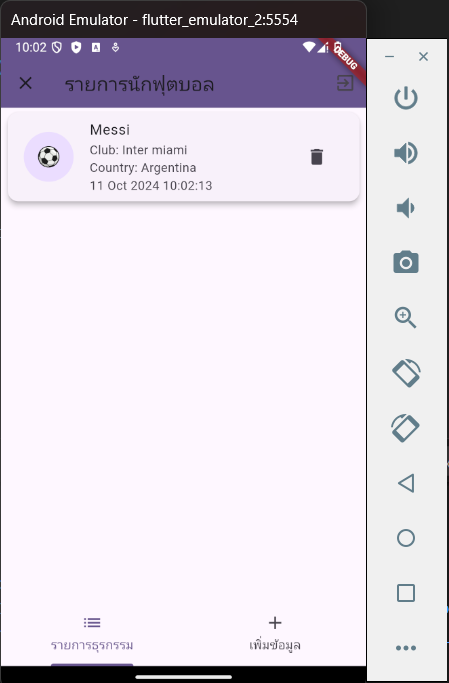 Android Emulator - flutter_emulator_2:5554
10:02
DEBUG
รายการนักฟุตบอล
Messi
Club: Inter miami
Country: Argentina
11 Oct 2024 10:02:13
รายการธุรกรรม
เพิ่มข้อมูล